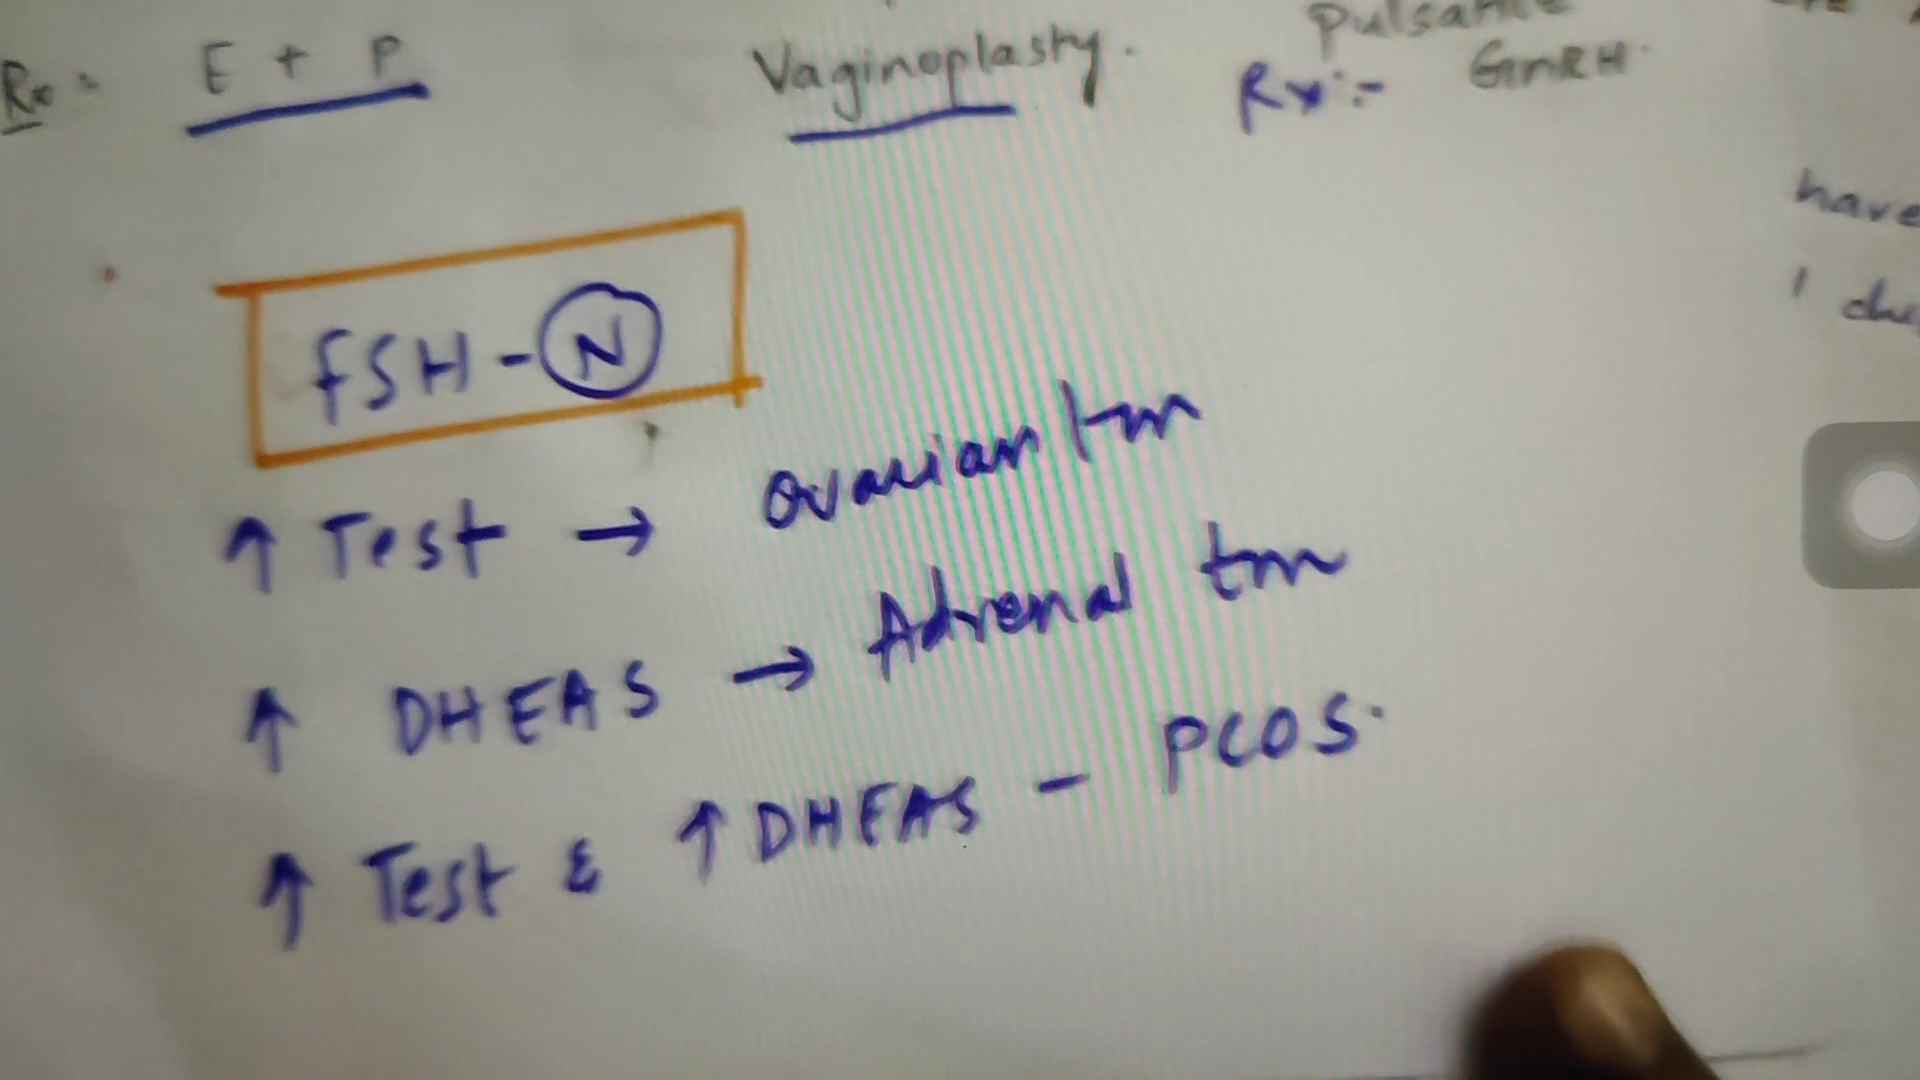 Rx: E + P Vaginoplasty. Rx:- Pulsatile GnRH.
have
FSH - N
↑ Test → Ovarian tm
↑ DHEAS → Adrenal tm
↑ Test & ↑ DHEAS - PCOS.